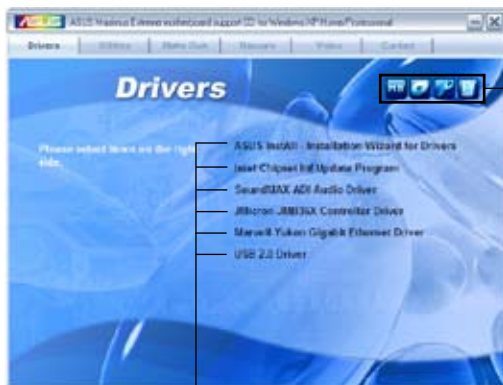 ASUS
ASUS Maximus Extreme motherboard support CD for Windows XP Home/Professional
Drivers
Utilities
Make Disk
Manuals
Video
Contact
Drivers
Please select items on the right side.
ASUS InstAll - Installation Wizard for Drivers
Intel Chipset Inf Update Program
SoundMAX ADI Audio Driver
JMicron JMB36X Controller Driver
Marvell Yukon Gigabit Ethernet Driver
USB 2.0 Driver